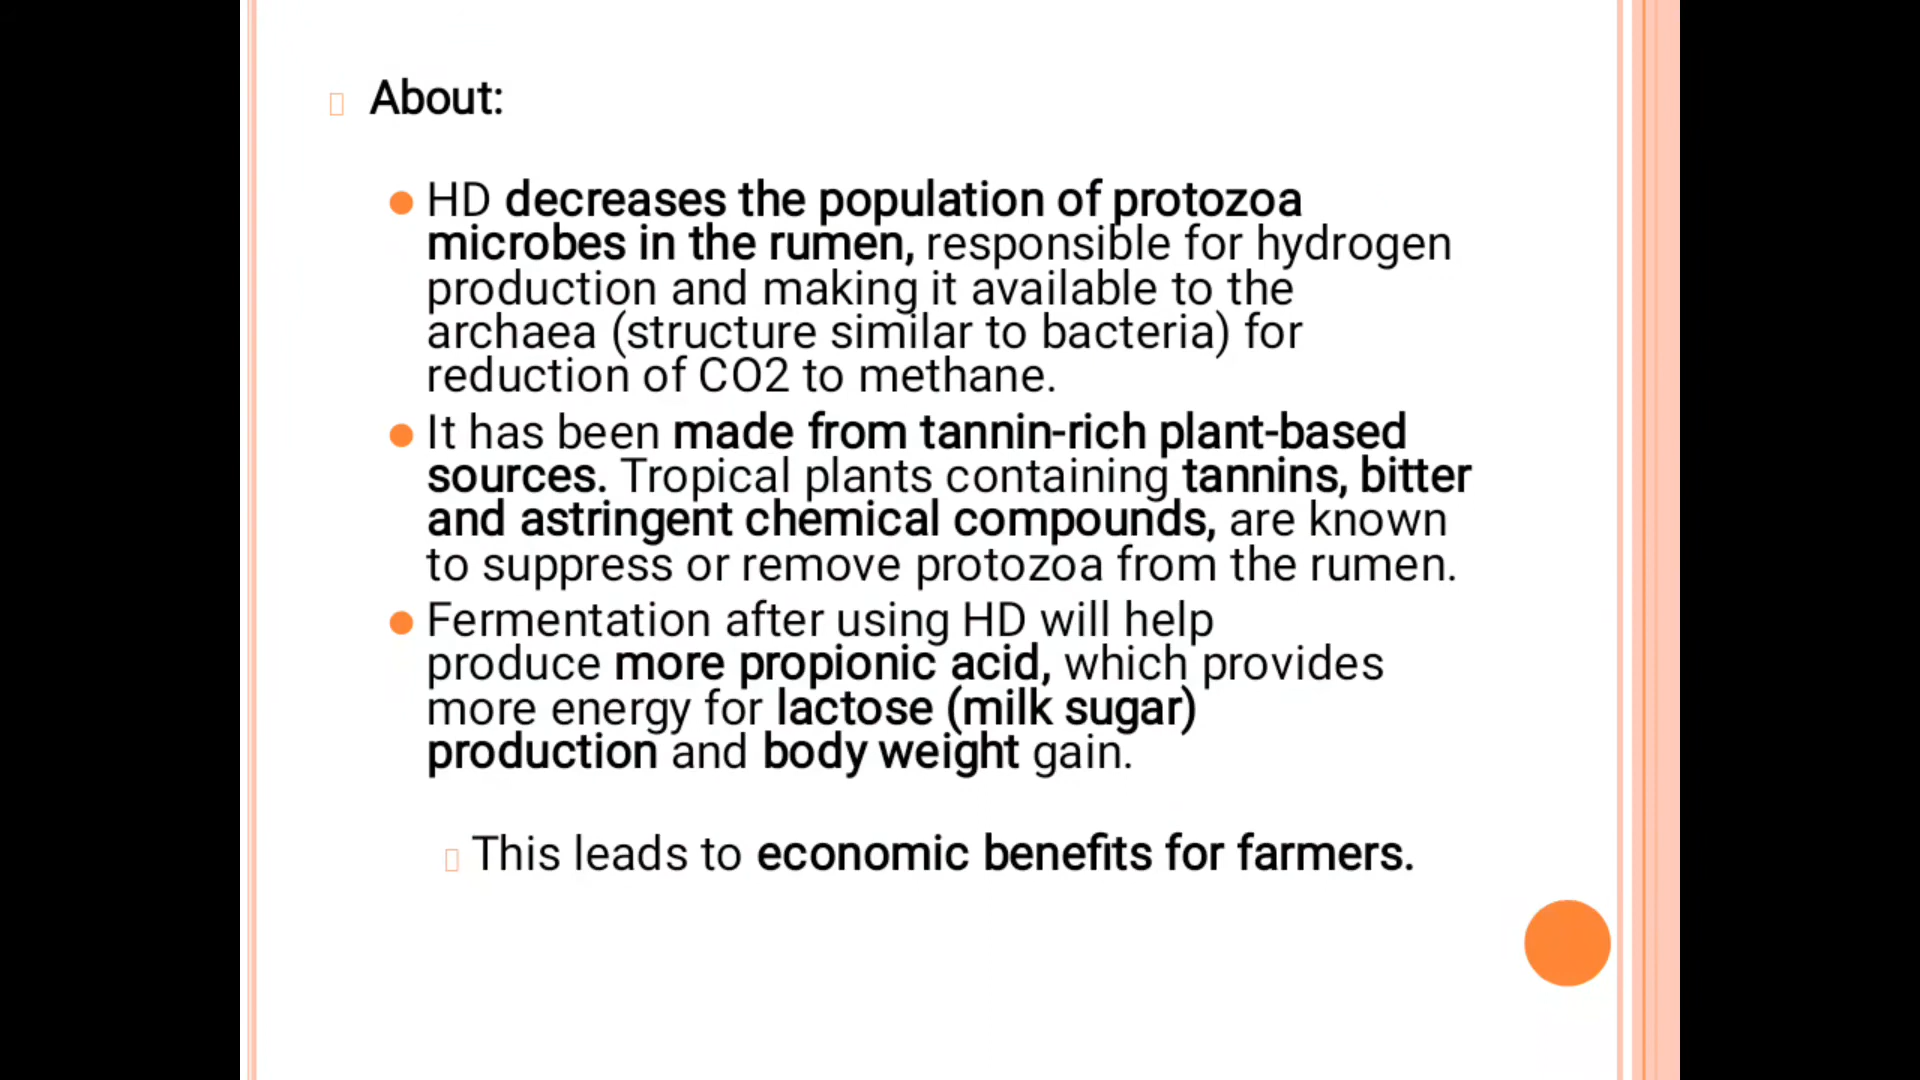 About:
HD decreases the population of protozoa
microbes in the rumen, responsible for hydrogen
production and making it available to the
archaea (structure similar to bacteria) for
reduction of CO2 to methane.
It has been made from tannin-rich plant-based
sources. Tropical plants containing tannins, bitter
and astringent chemical compounds, are known
to suppress or remove protozoa from the rumen.
Fermentation after using HD will help
produce more propionic acid, which provides
more energy for lactose (milk sugar)
production and body weight gain.
This leads to economic benefits for farmers.